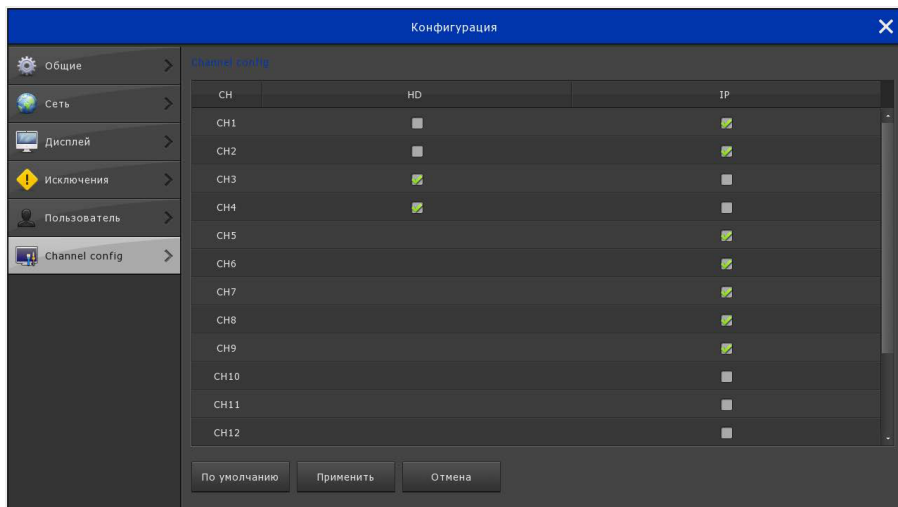 Конфигурация
Общие
Сеть
Дисплей
Исключения
Пользователь
Channel config
Channel config
CH HD IP
CH1
CH2
CH3
CH4
CH5
CH6
CH7
CH8
CH9
CH10
CH11
CH12
По умолчанию Применить Отмена